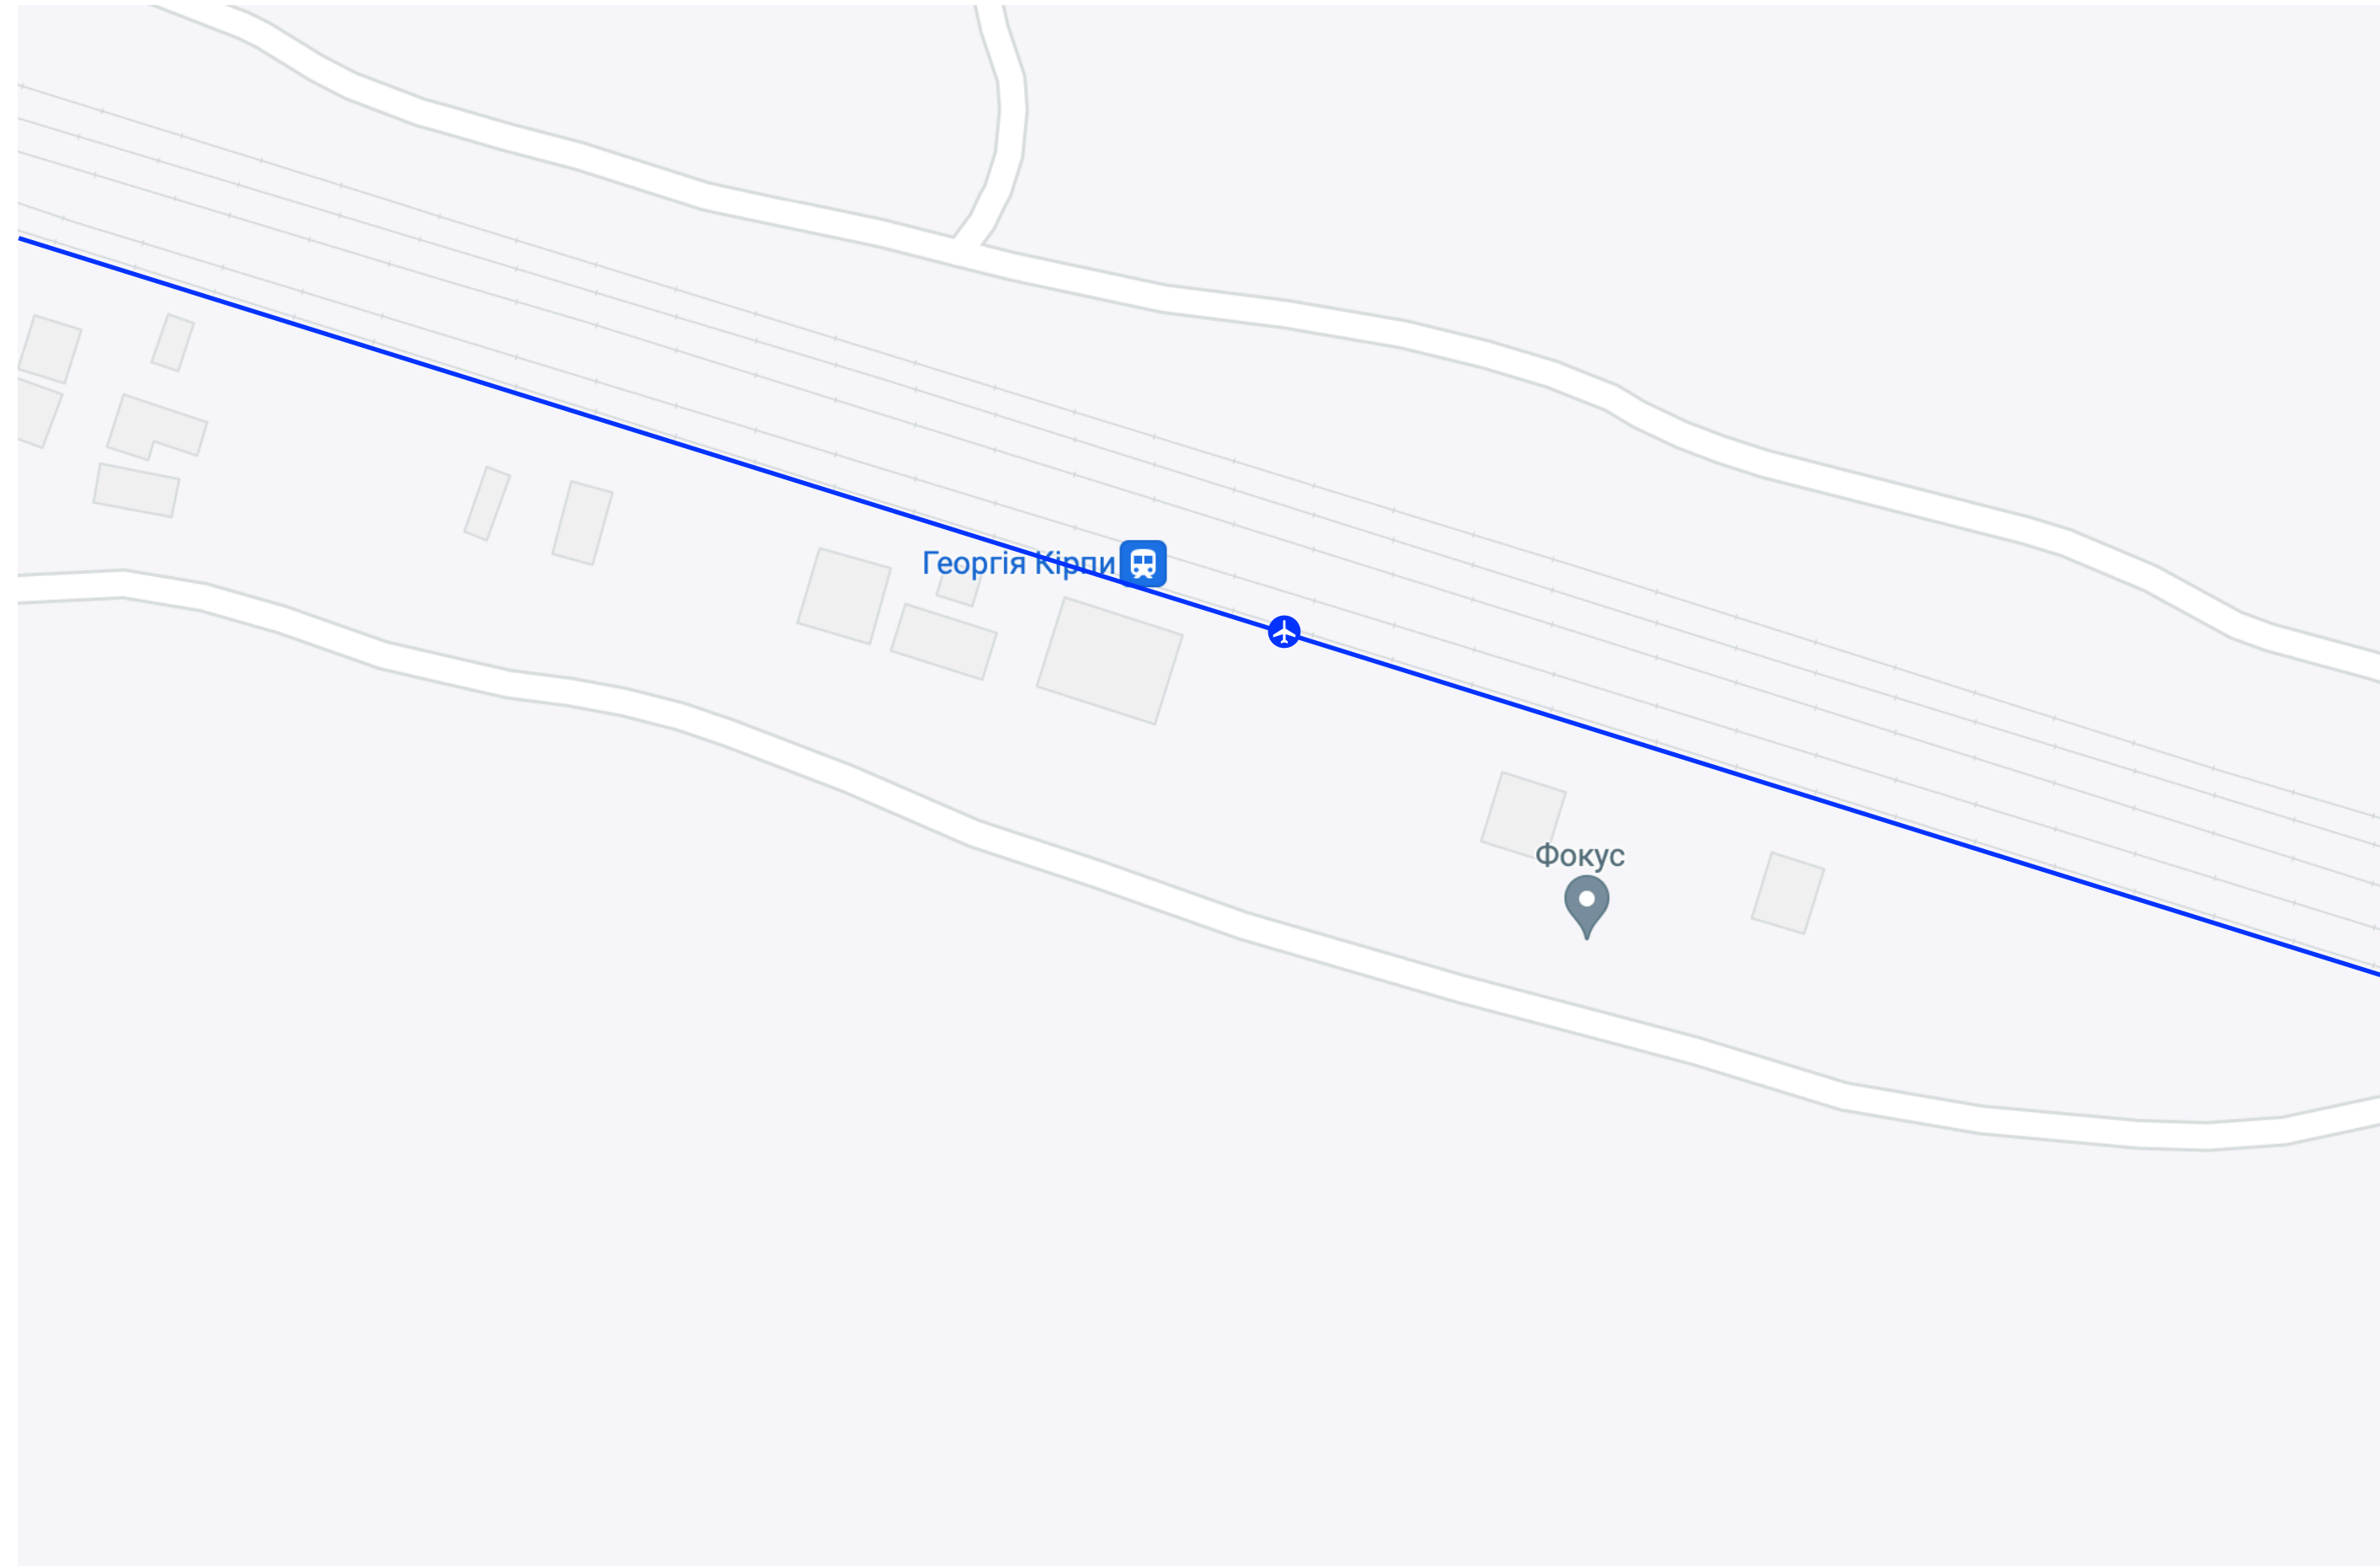 Георгія Кірпи
Фокус